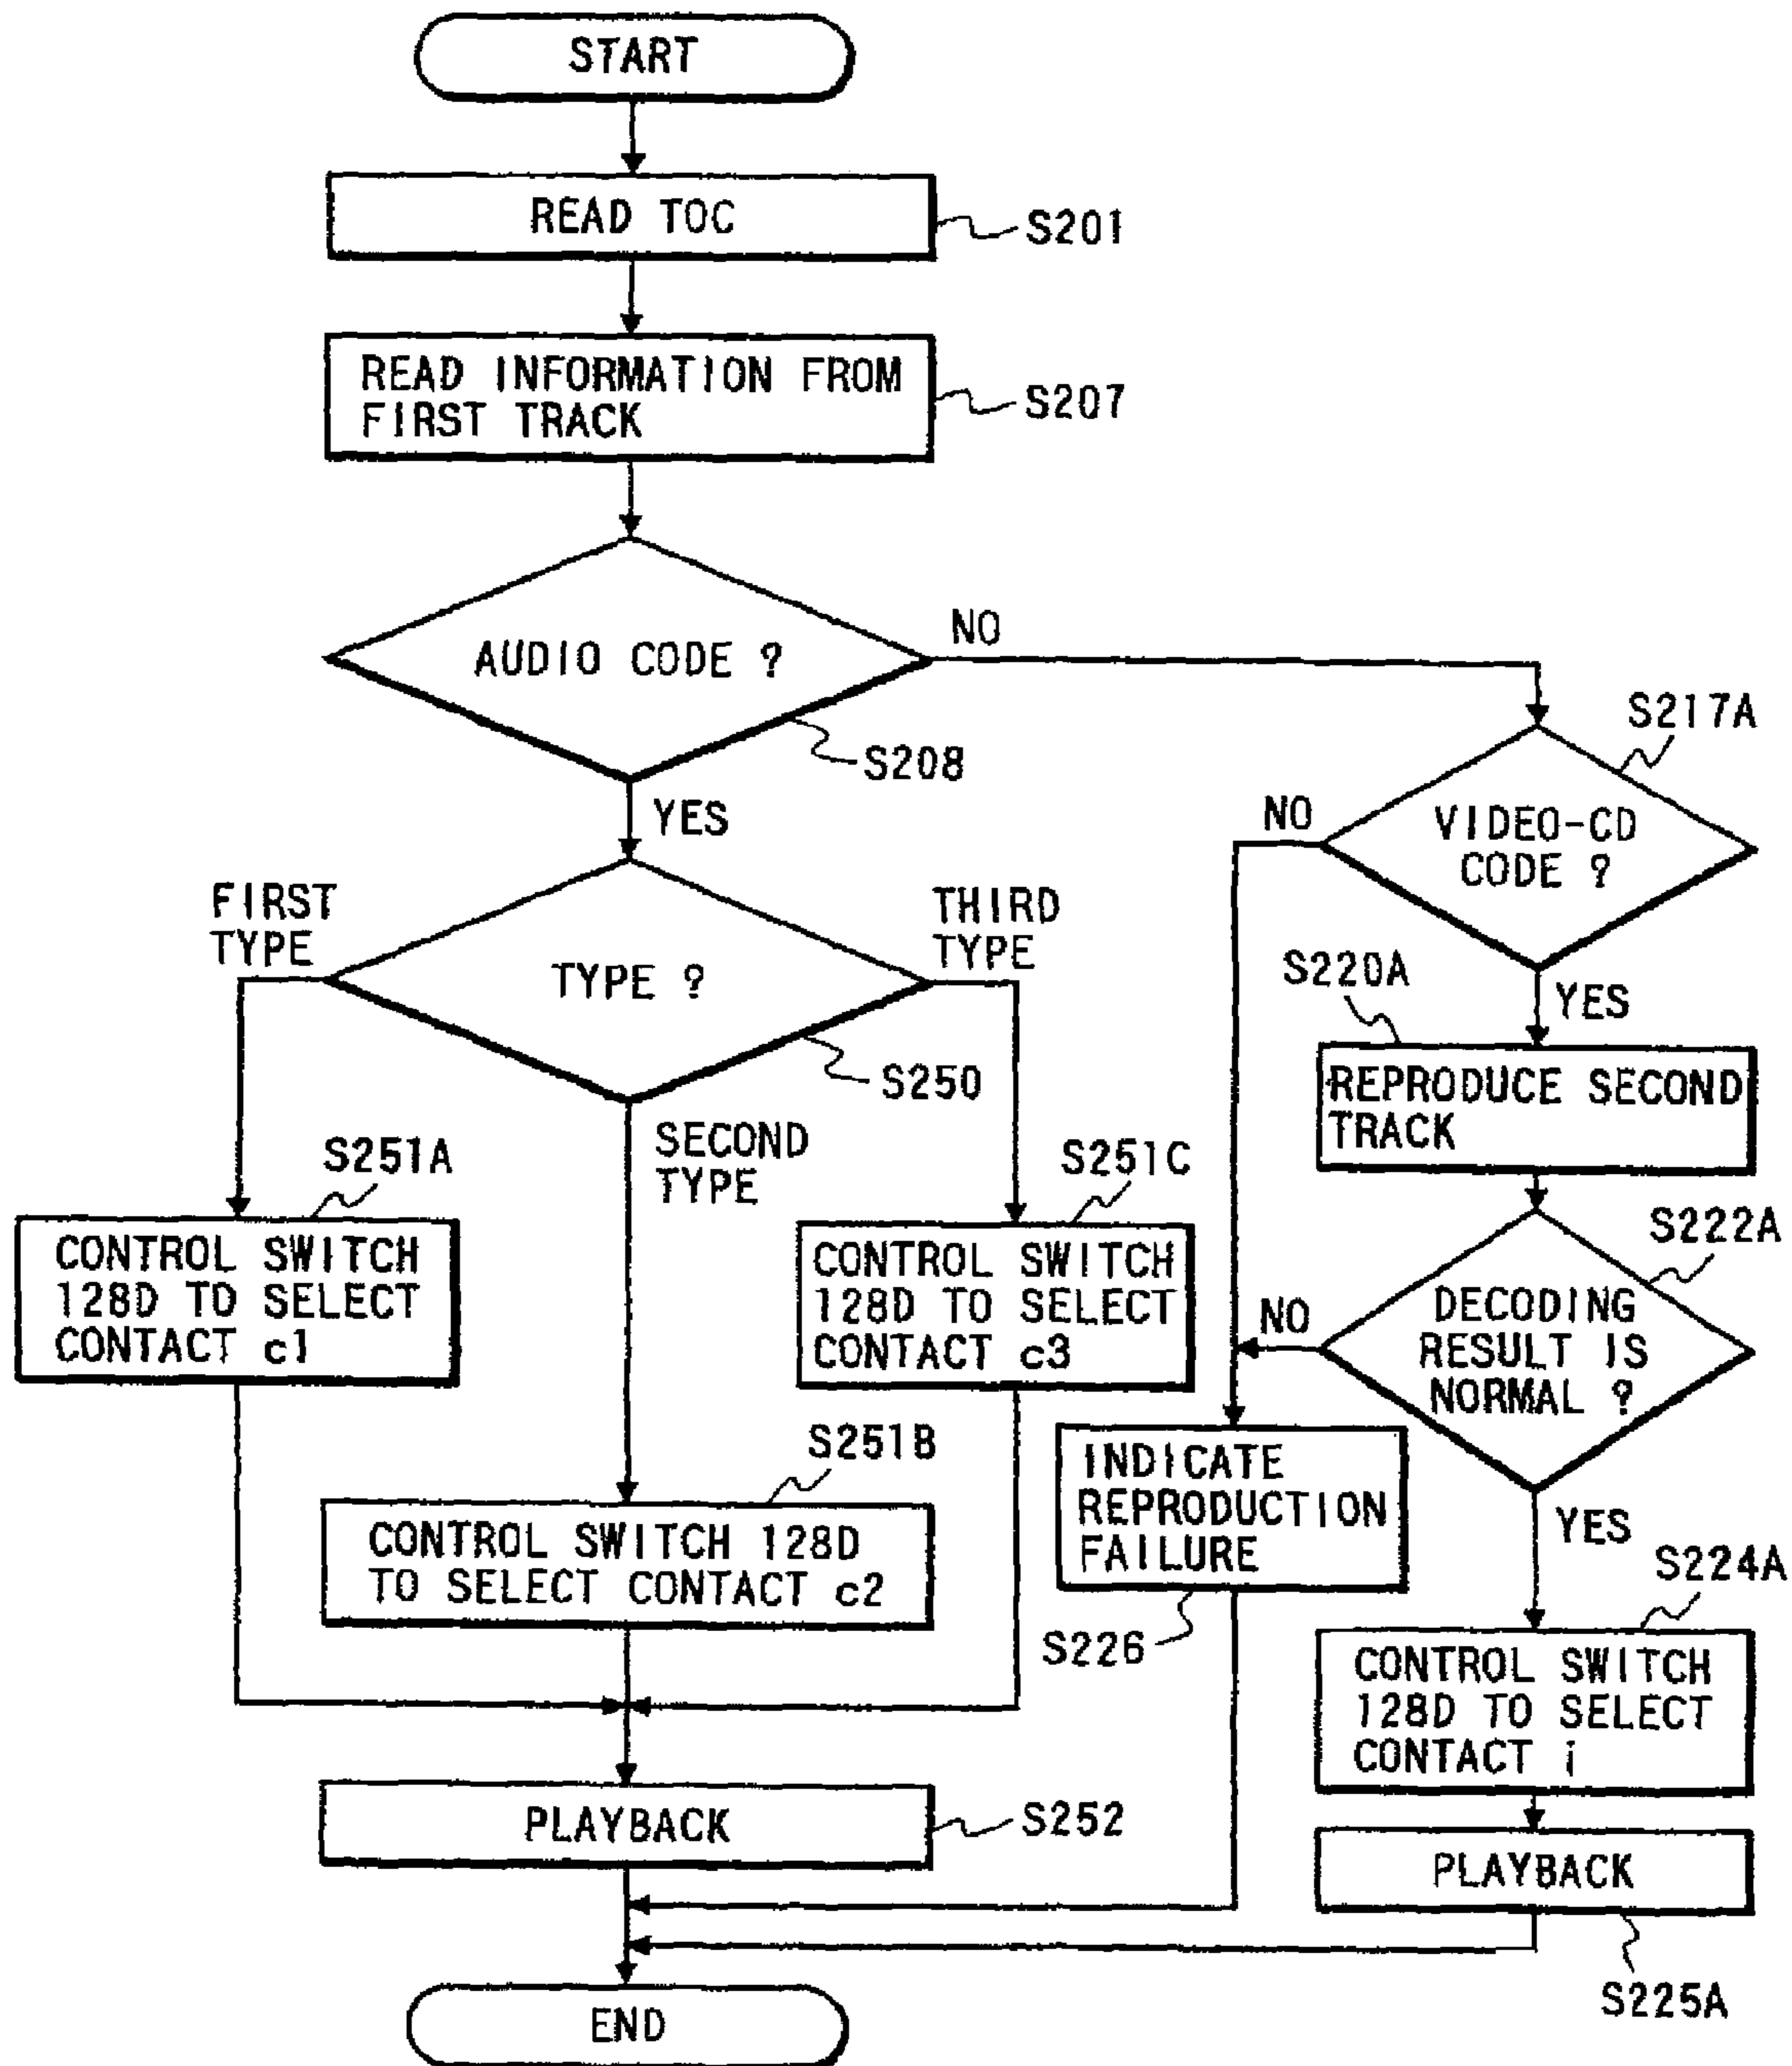 START
READ TOC
S201
READ INFORMATION FROM
FIRST TRACK
S207
AUDIO CODE ?
NO
S208
YES
S217A
VIDEO-CD
CODE ?
NO
YES
FIRST
TYPE
TYPE ?
THIRD
TYPE
S250
SECOND
TYPE
S220A
REPRODUCE SECOND
TRACK
S251A
CONTROL SWITCH
128D TO SELECT
CONTACT c1
S251C
CONTROL SWITCH
128D TO SELECT
CONTACT c3
S222A
DECODING
RESULT IS
NORMAL ?
NO
YES
S251B
CONTROL SWITCH 128D
TO SELECT CONTACT c2
INDICATE
REPRODUCTION
FAILURE
S226
S224A
CONTROL SWITCH
128D TO SELECT
CONTACT i
PLAYBACK
S252
PLAYBACK
S225A
END